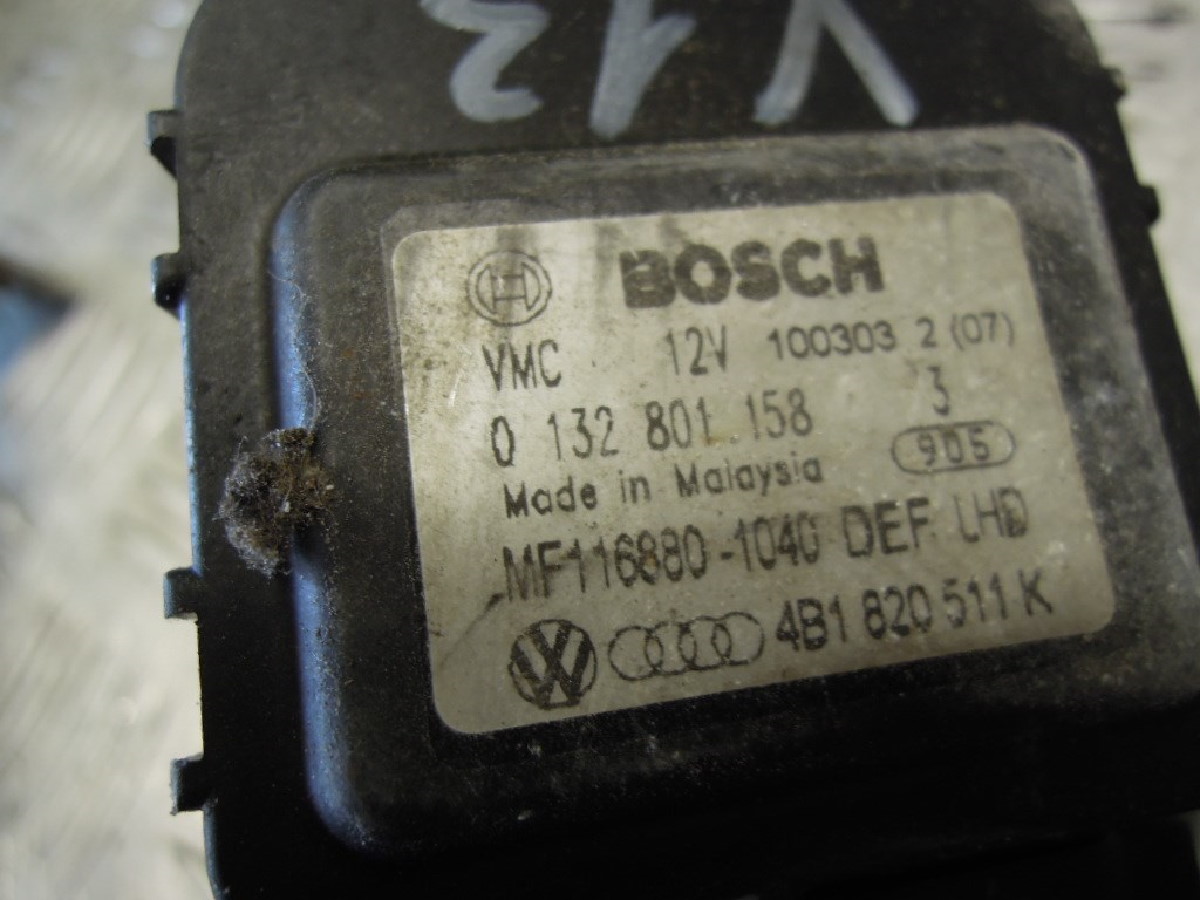 V13
BOSCH
VMC 12V 100303 2 (07)
0 132 801 158 3
Made in Malaysia 905
MF116880-1040 DEF. LHD
4B1 820 511 K